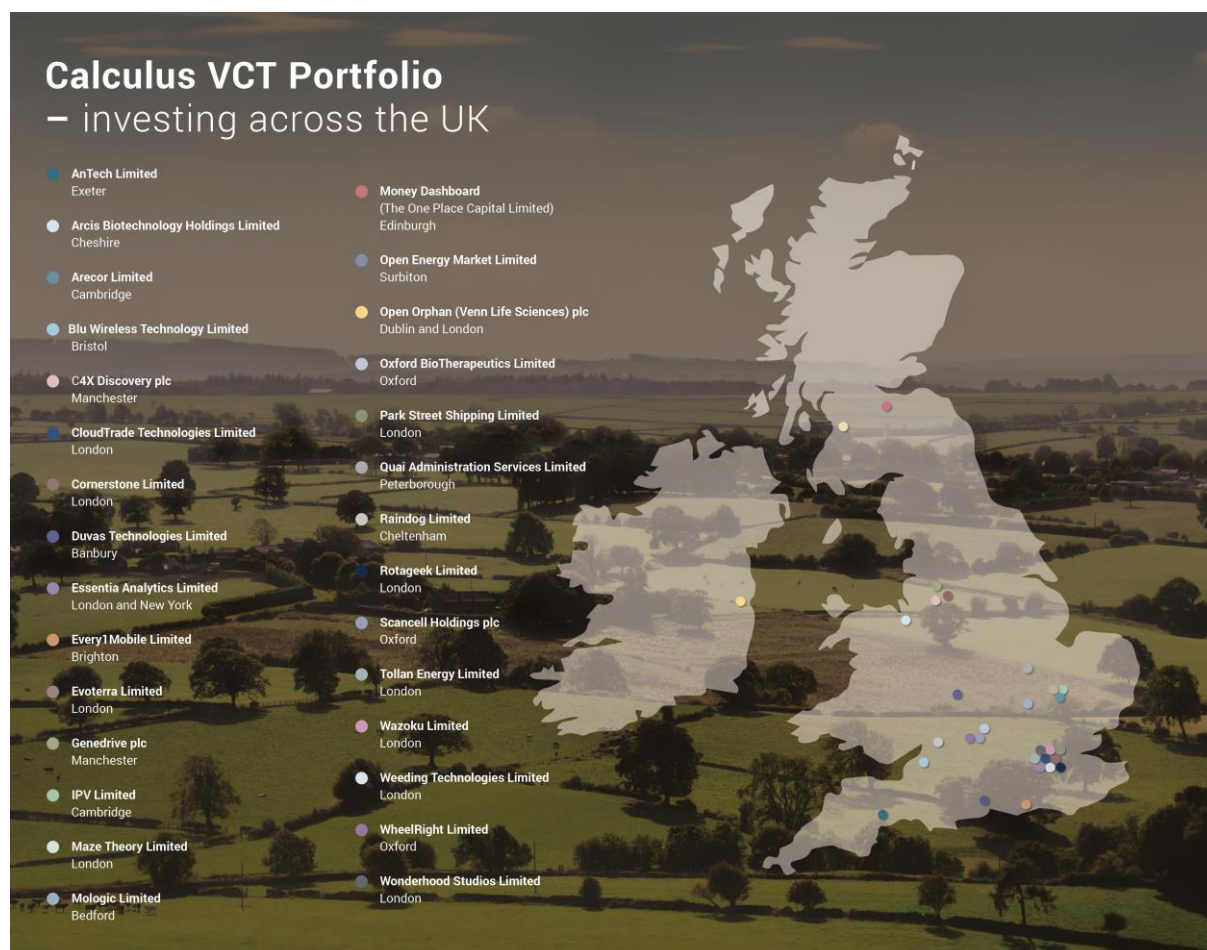 Calculus VCT Portfolio
– investing across the UK
AnTech Limited
Exeter
Arcis Biotechnology Holdings Limited
Cheshire
Arecor Limited
Cambridge
Blu Wireless Technology Limited
Bristol
C4X Discovery plc
Manchester
CloudTrade Technologies Limited
London
Cornerstone Limited
London
Duvas Technologies Limited
Banbury
Essentia Analytics Limited
London and New York
Every1Mobile Limited
Brighton
Evoterra Limited
London
Genedrive plc
Manchester
IPV Limited
Cambridge
Maze Theory Limited
London
Mologic Limited
Bedford
Money Dashboard
(The One Place Capital Limited)
Edinburgh
Open Energy Market Limited
Surbiton
Open Orphan (Venn Life Sciences) plc
Dublin and London
Oxford BioTherapeutics Limited
Oxford
Park Street Shipping Limited
London
Quai Administration Services Limited
Peterborough
Raindog Limited
Cheltenham
Rotageek Limited
London
Scancell Holdings plc
Oxford
Tollan Energy Limited
London
Wazoku Limited
London
Weeding Technologies Limited
London
WheelRight Limited
Oxford
Wonderhood Studios Limited
London